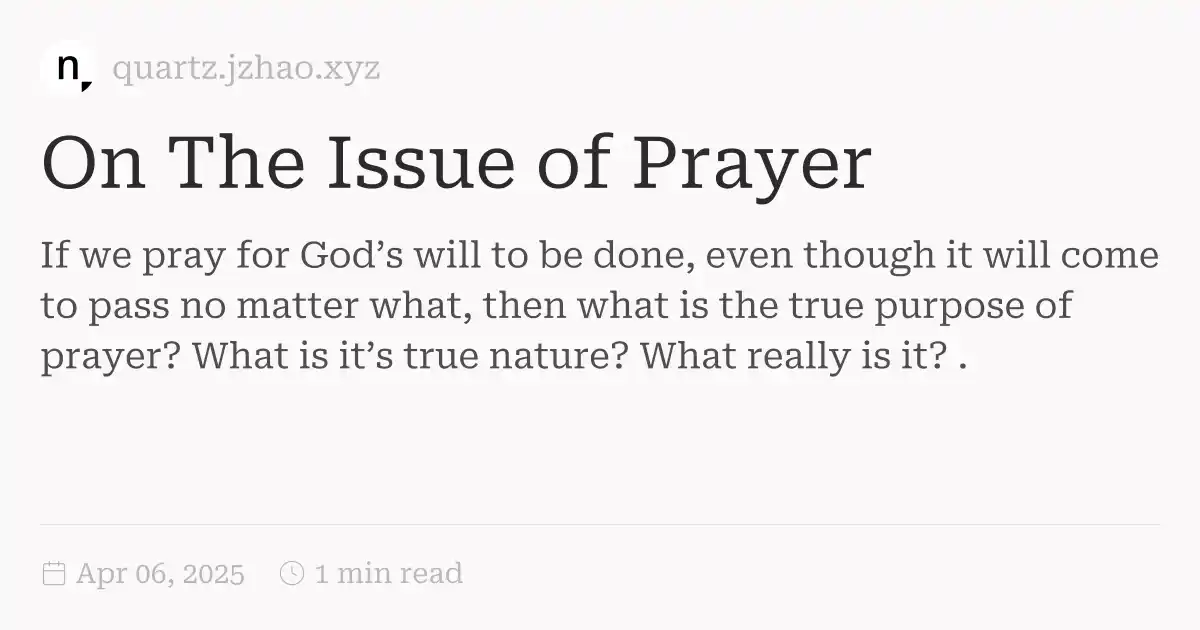 n,
quartz.jzhao.xyz
On The Issue of Prayer
If we pray for God’s will to be done, even though it will come
to pass no matter what, then what is the true purpose of
prayer? What is it’s true nature? What really is it? .
Apr 06, 2025
1 min read